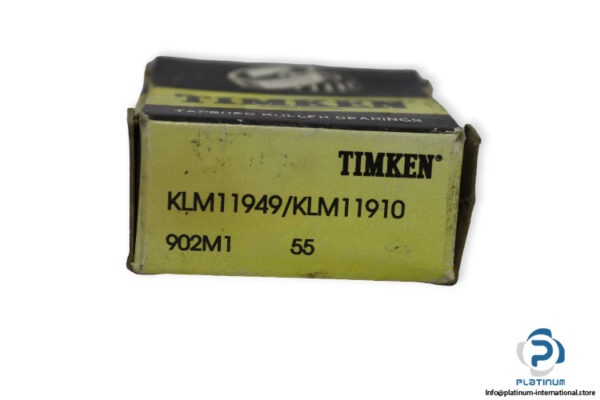 TIMKEN
TAPERED ROLLER BEARINGS
TIMKEN®
KLM11949/KLM11910
902M1 55
PLATINUM
Info@platinum-international.store